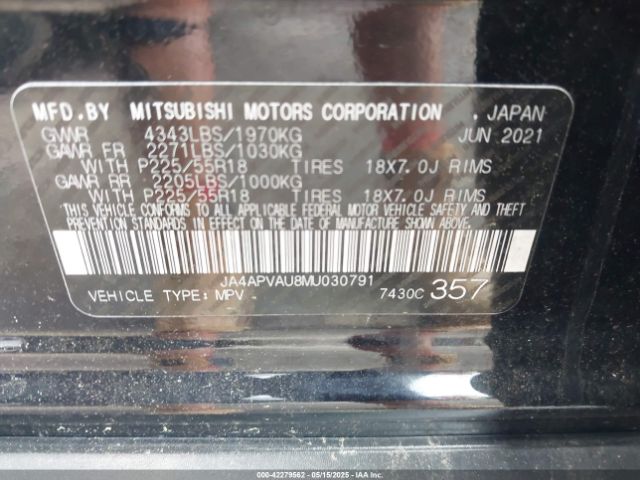 MFD.BY MITSUBISHI MOTORS CORPORATION , JAPAN
GVWR 4343LBS/1970KG JUN 2021
GAWR FR 2271LBS/1030KG
WITH P225/55R18 TIRES 18X7.0J RIMS
GAWR RR 2205LBS/1000KG
WITH P225/55R18 TIRES 18X7.0J RIMS
THIS VEHICLE CONFORMS TO ALL APPLICABLE FEDERAL MOTOR VEHICLE SAFETY AND THEFT
PREVENTION STANDARDS IN EFFECT ON THE DATE OF MANUFACTURE SHOWN ABOVE.
JA4APVAU8MU030791
VEHICLE TYPE: MPV 7430C 357
000-42279562 - 05/15/2025 - IAAI.COM